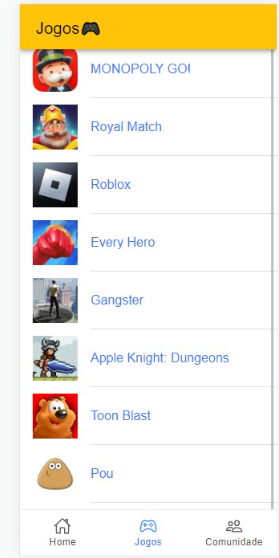 Jogos🎮
MONOPOLY GO!
Royal Match
Roblox
Every Hero
Gangster
Apple Knight: Dungeons
Toon Blast
Pou
Home
Jogos
Comunidade